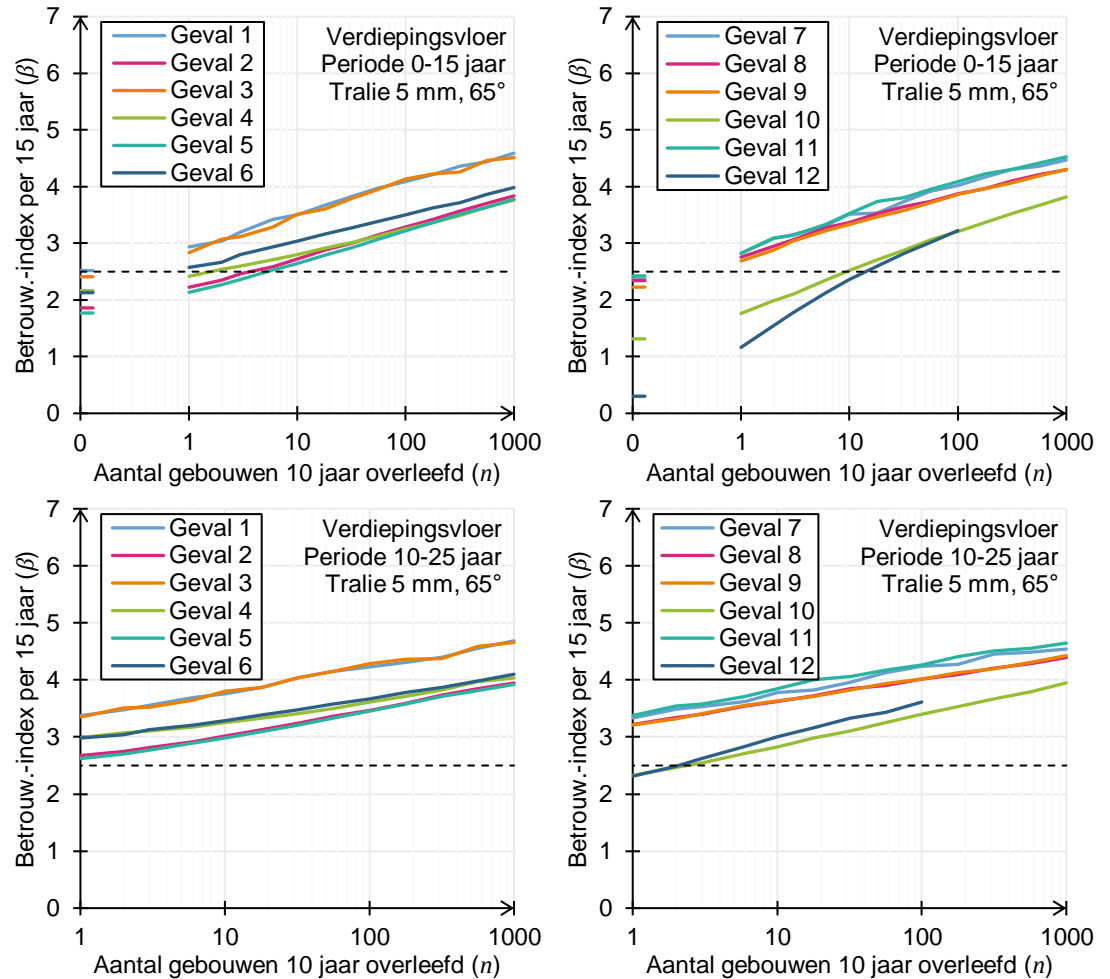 Betrouw.-index per 15 jaar (β)
7
6
5
4
3
2
1
0
Geval 1
Geval 2
Geval 3
Geval 4
Geval 5
Geval 6
Verdiepingsvloer
Periode 0-15 jaar
Tralie 5 mm, 65°
0 1 10 100 1000
Aantal gebouwen 10 jaar overleefd (n)
Betrouw.-index per 15 jaar (β)
7
6
5
4
3
2
1
0
Geval 7
Geval 8
Geval 9
Geval 10
Geval 11
Geval 12
Verdiepingsvloer
Periode 0-15 jaar
Tralie 5 mm, 65°
0 1 10 100 1000
Aantal gebouwen 10 jaar overleefd (n)
Betrouw.-index per 15 jaar (β)
7
6
5
4
3
2
1
0
Geval 1
Geval 2
Geval 3
Geval 4
Geval 5
Geval 6
Verdiepingsvloer
Periode 10-25 jaar
Tralie 5 mm, 65°
1 10 100 1000
Aantal gebouwen 10 jaar overleefd (n)
Betrouw.-index per 15 jaar (β)
7
6
5
4
3
2
1
0
Geval 7
Geval 8
Geval 9
Geval 10
Geval 11
Geval 12
Verdiepingsvloer
Periode 10-25 jaar
Tralie 5 mm, 65°
1 10 100 1000
Aantal gebouwen 10 jaar overleefd (n)